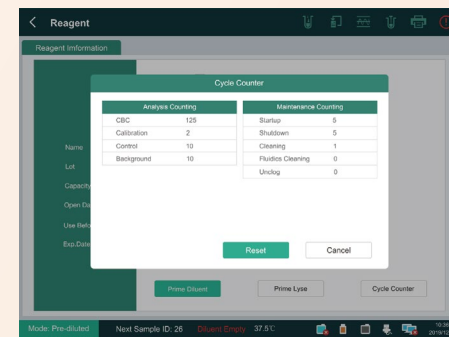 Reagent
Reagent Imformation
Cycle Counter
Analysis Counting
CBC 125
Calibration 2
Control 10
Background 10
Maintenance Counting
Startup 5
Shutdown 5
Cleaning 1
Fluidics Cleaning 0
Unclog 0
Name
Lot
Capacity
Open Da
Use Befo
Exp.Date
Reset
Cancel
Prime Diluent
Prime Lyse
Cycle Counter
Mode: Pre-diluted
Next Sample ID: 26
Diluent Empty
37.5℃
10:36
2019/12